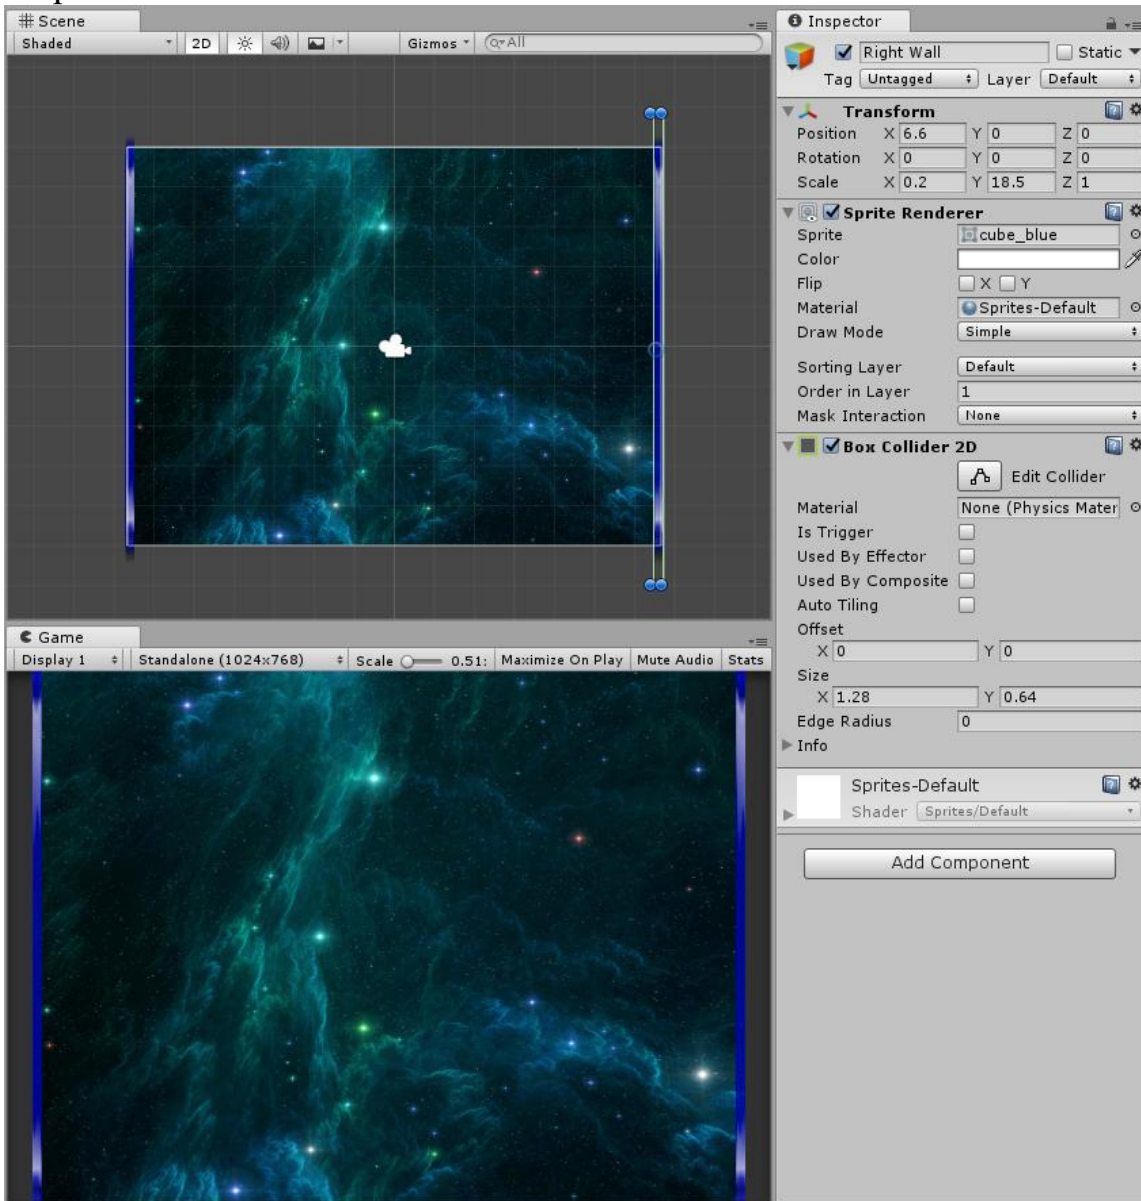 Scene
Shaded 2D Gizmos All
Game
Display 1 Standalone (1024x768) Scale 0.51: Maximize On Play Mute Audio Stats
Inspector
Right Wall Static
Tag Untagged Layer Default
Transform
Position X 6.6 Y 0 Z 0
Rotation X 0 Y 0 Z 0
Scale X 0.2 Y 18.5 Z 1
Sprite Renderer
Sprite cube_blue
Color
Flip X Y
Material Sprites-Default
Draw Mode Simple
Sorting Layer Default
Order in Layer 1
Mask Interaction None
Box Collider 2D
Edit Collider
Material None (Physics Mater
Is Trigger
Used By Effector
Used By Composite
Auto Tiling
Offset
X 0 Y 0
Size
X 1.28 Y 0.64
Edge Radius 0
Info
Sprites-Default
Shader Sprites/Default
Add Component